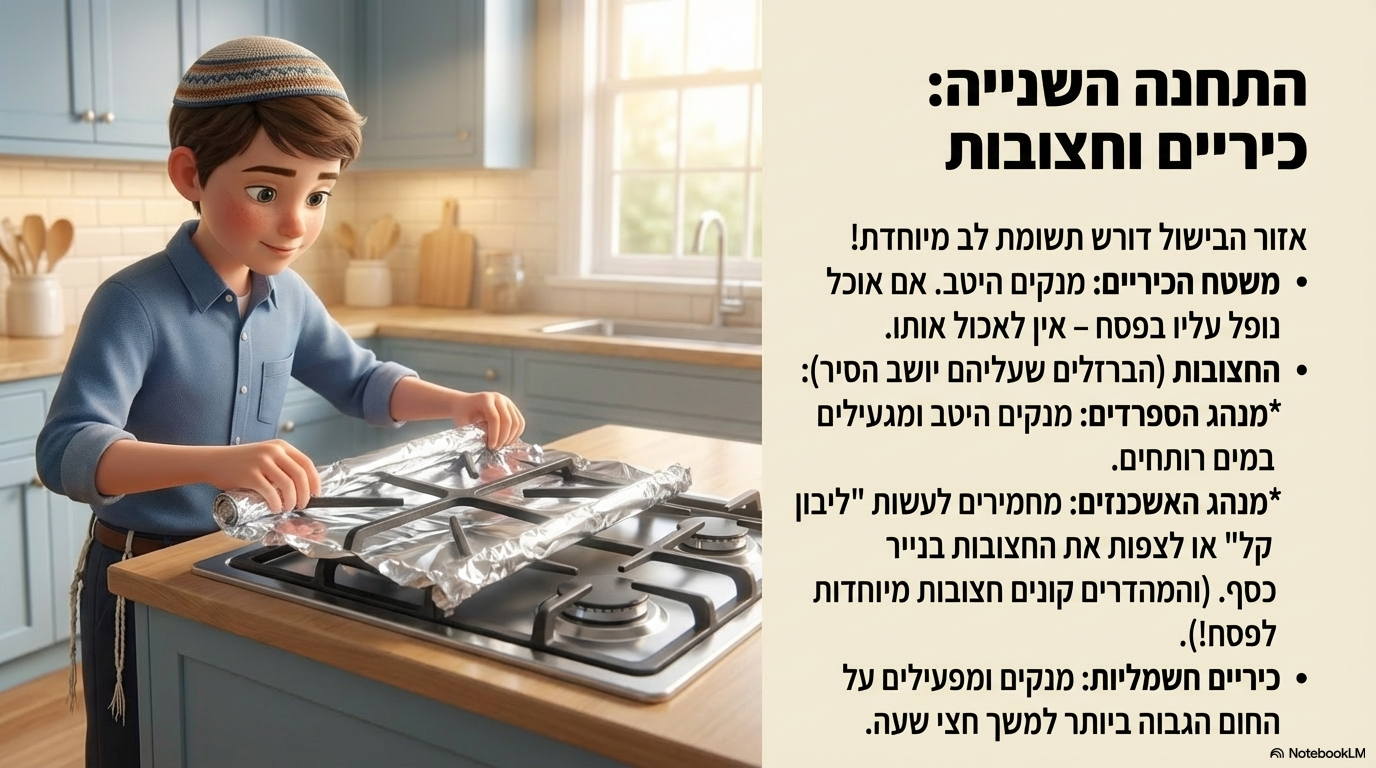 התחנה השנייה:
כיריים וחצובות
אזור הבישול דורש תשומת לב מיוחדת!
• משטח הכיריים: מנקים היטב. אם אוכל
נופל עליו בפסח – אין לאכול אותו.
• החצובות (הברזלים שעליהם יושב הסיר):
*מנהג הספרדים: מנקים היטב ומגעילים
במים רותחים.
*מנהג האשכנזים: מחמירים לעשות "ליבון
קל" או לצפות את החצובות בנייר
כסף. (והמהדרים קונים חצובות מיוחדות
לפסח!).
• כיריים חשמליות: מנקים ומפעילים על
החום הגבוה ביותר למשך חצי שעה.
NotebookLM